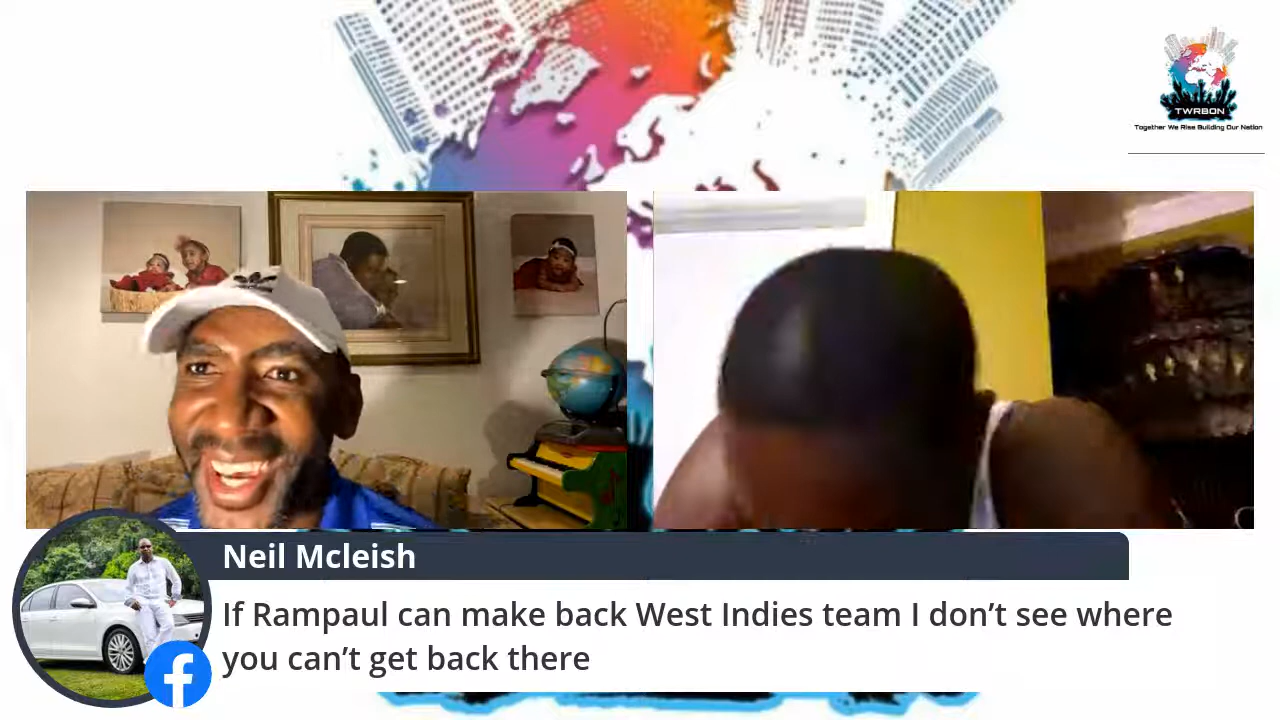 TWRBON
Together We Rise Building Our Nation
Neil Mcleish
If Rampaul can make back West Indies team I don’t see where
you can’t get back there